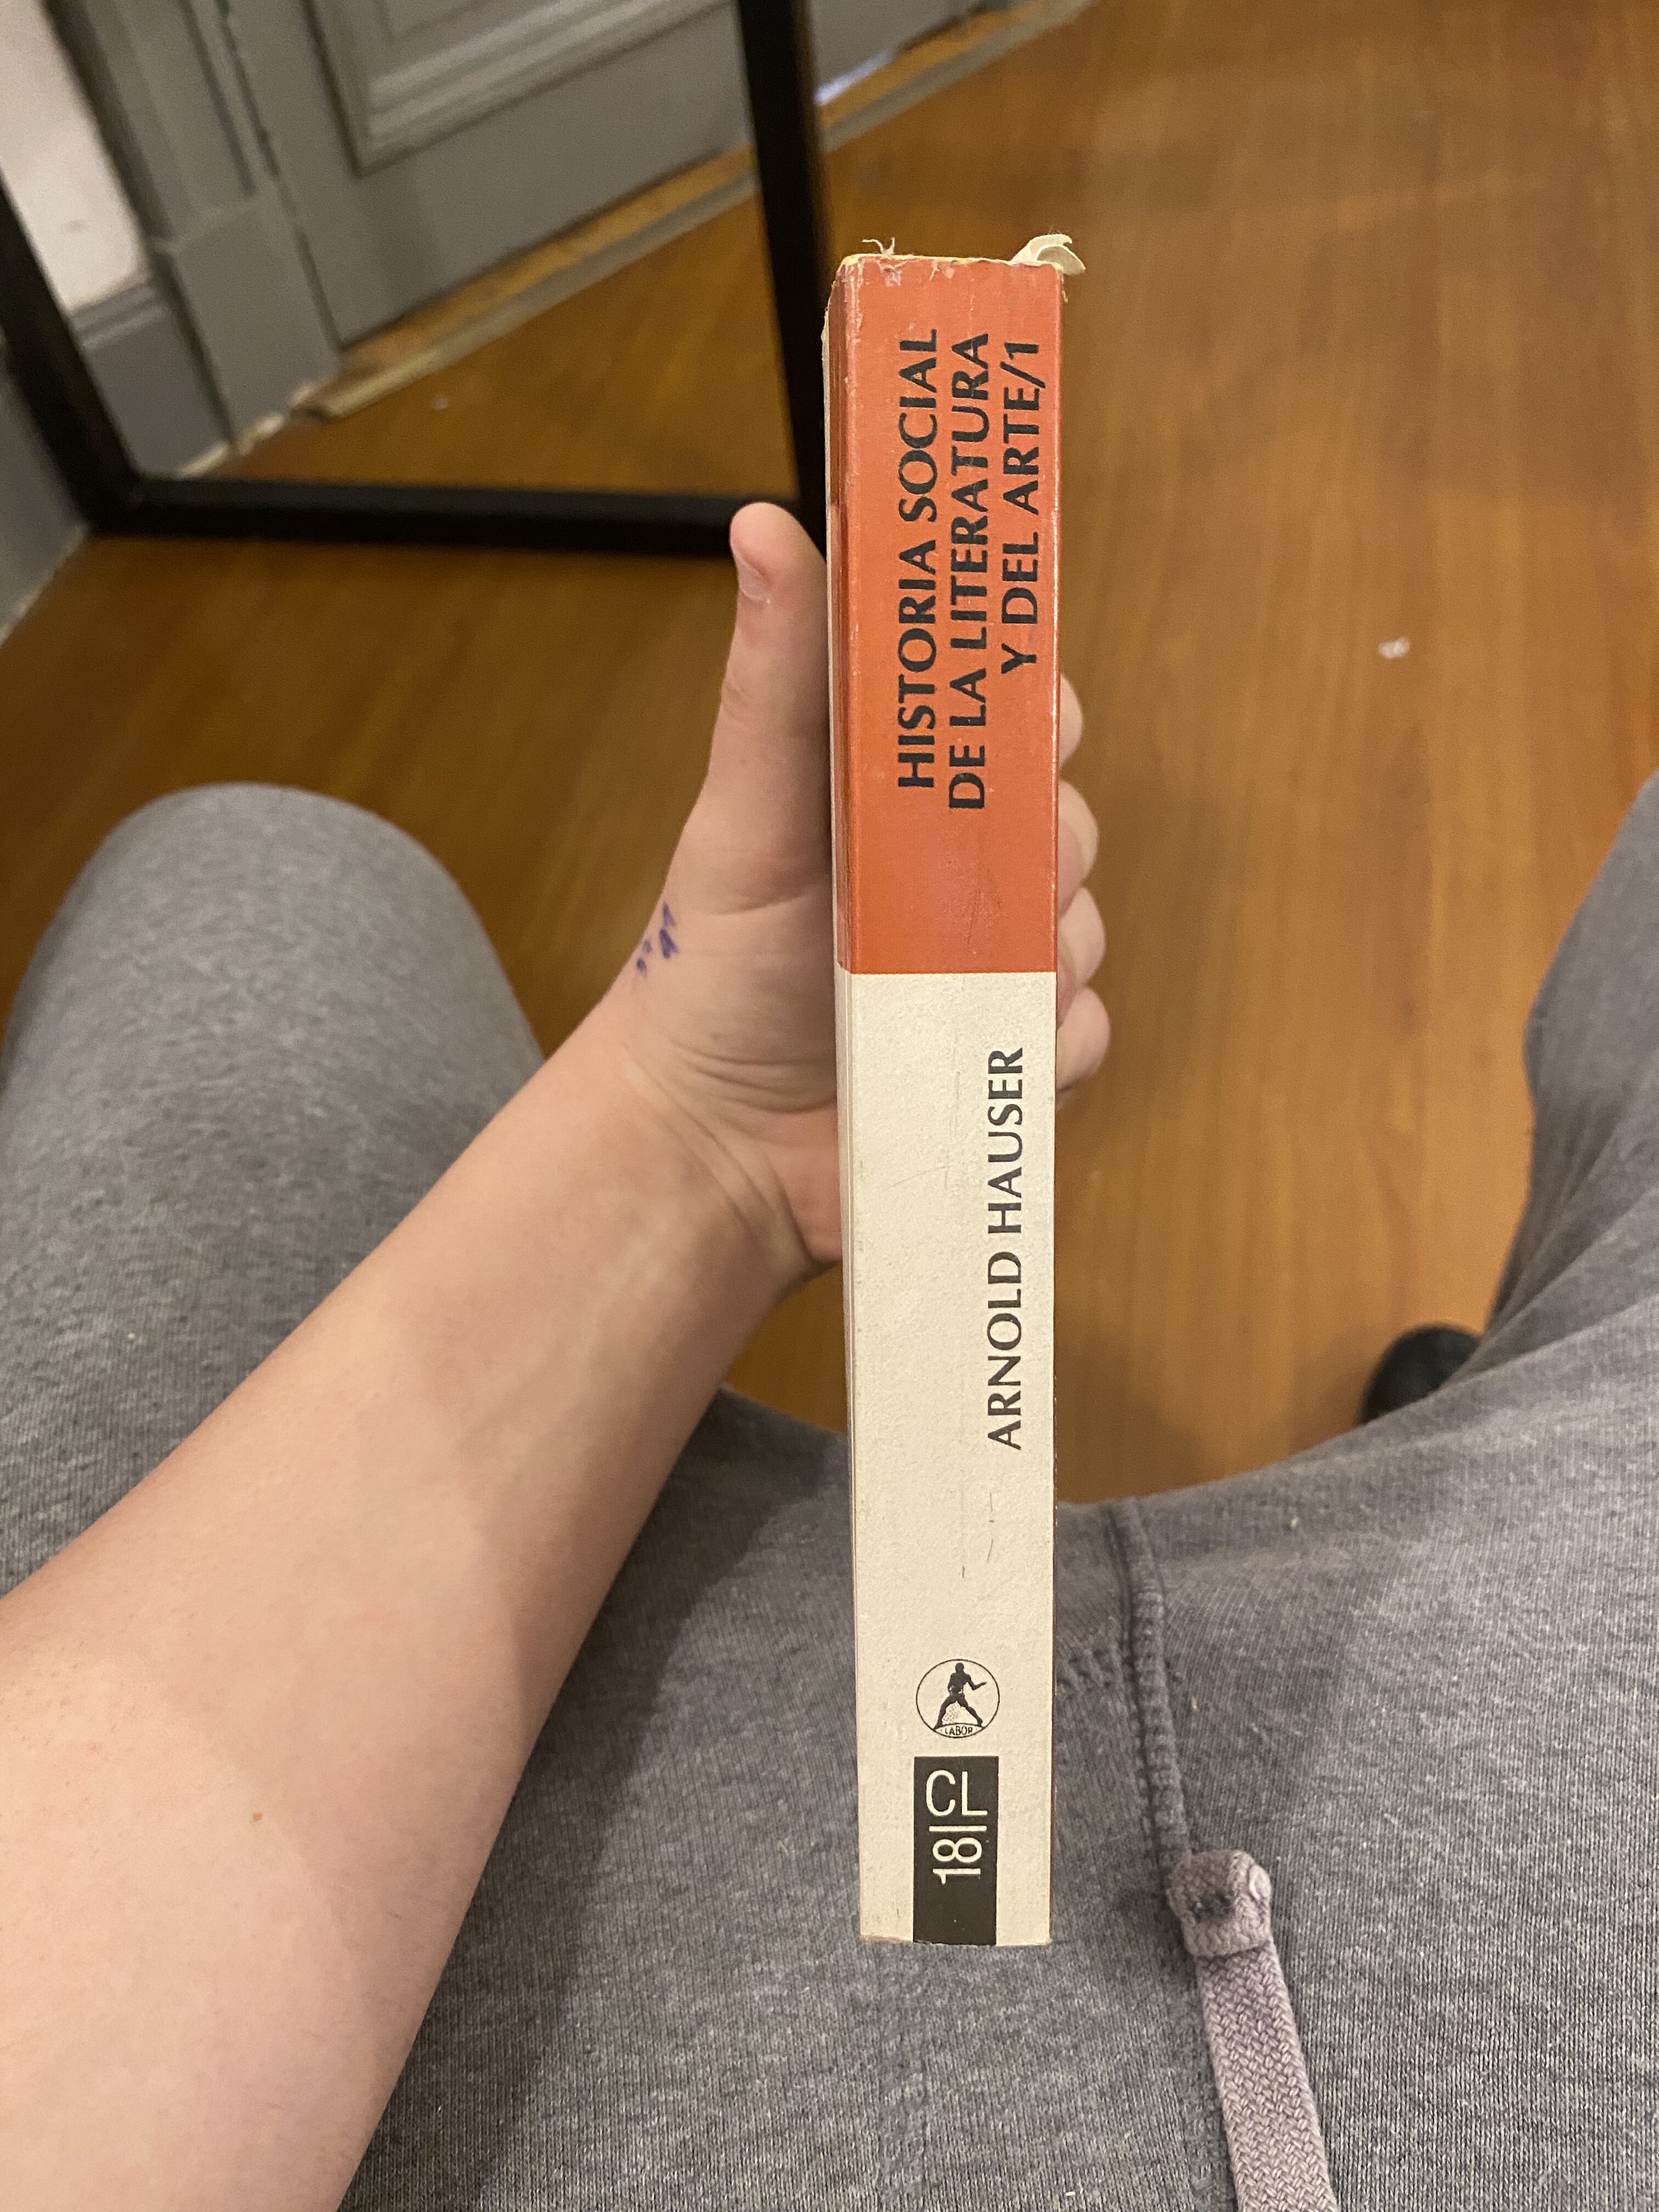 HISTORIA SOCIAL
DE LA LITERATURA
Y DEL ARTE/1
ARNOLD HAUSER
LABOR
18
CL